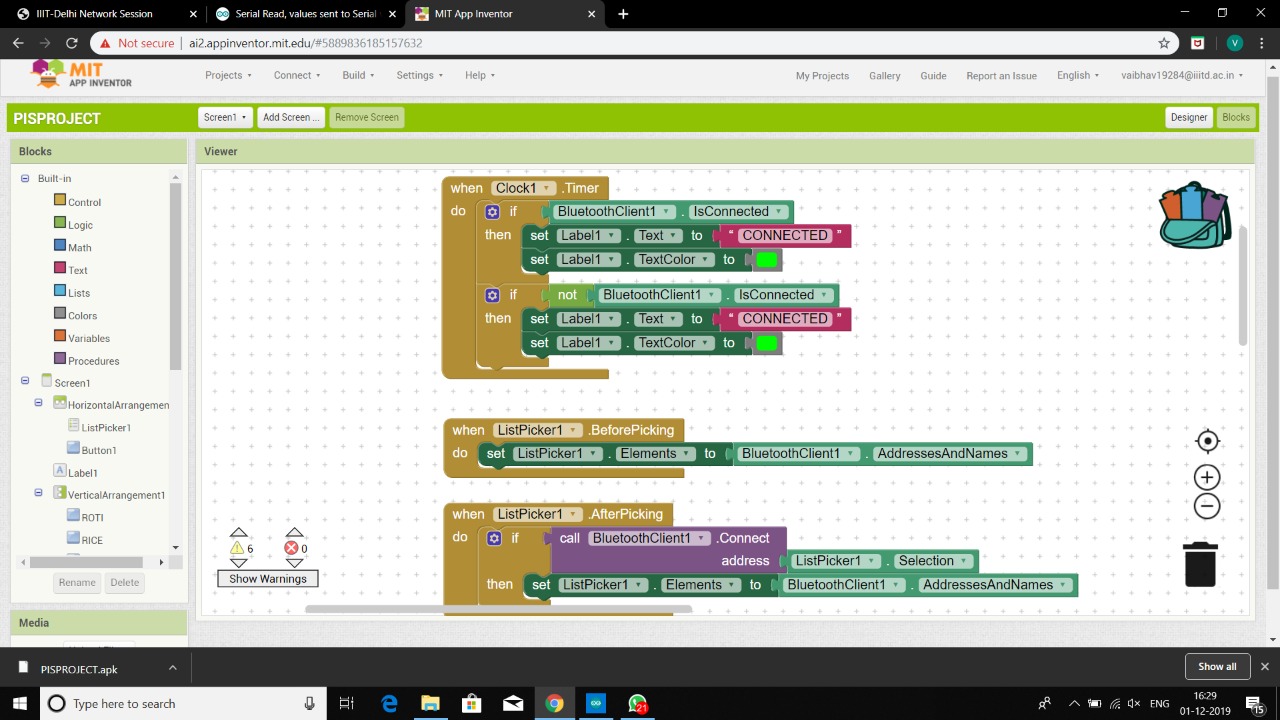 IIT-Delhi Network Session
Serial Read, values sent to Serial
MIT App Inventor
Not secure | ai2.appinventor.mit.edu/#5889836185157632
V
MIT
APP INVENTOR
Projects Connect Build Settings Help My Projects Gallery Guide Report an Issue English vaibhav19284@iiitd.ac.in
PISPROJECT Screen1 Add Screen ... Remove Screen Designer Blocks
Blocks
Viewer
Built-in
Control
Logic
Math
Text
Lists
Colors
Variables
Procedures
Screen1
HorizontalArrangemen
ListPicker1
Button1
Label1
VerticalArrangement1
ROTI
RICE
Rename Delete
Media
when Clock1 .Timer
do if BluetoothClient1 . IsConnected
then set Label1 . Text to " CONNECTED "
set Label1 . TextColor to
if not BluetoothClient1 . IsConnected
then set Label1 . Text to " CONNECTED "
set Label1 . TextColor to
when ListPicker1 .BeforePicking
do set ListPicker1 . Elements to BluetoothClient1 . AddressesAndNames
when ListPicker1 .AfterPicking
do if call BluetoothClient1 .Connect
address ListPicker1 . Selection
then set ListPicker1 . Elements to BluetoothClient1 . AddressesAndNames
6 0
Show Warnings
PISPROJECT.apk
Show all
Type here to search
21
ENG
16:29
01-12-2019
15